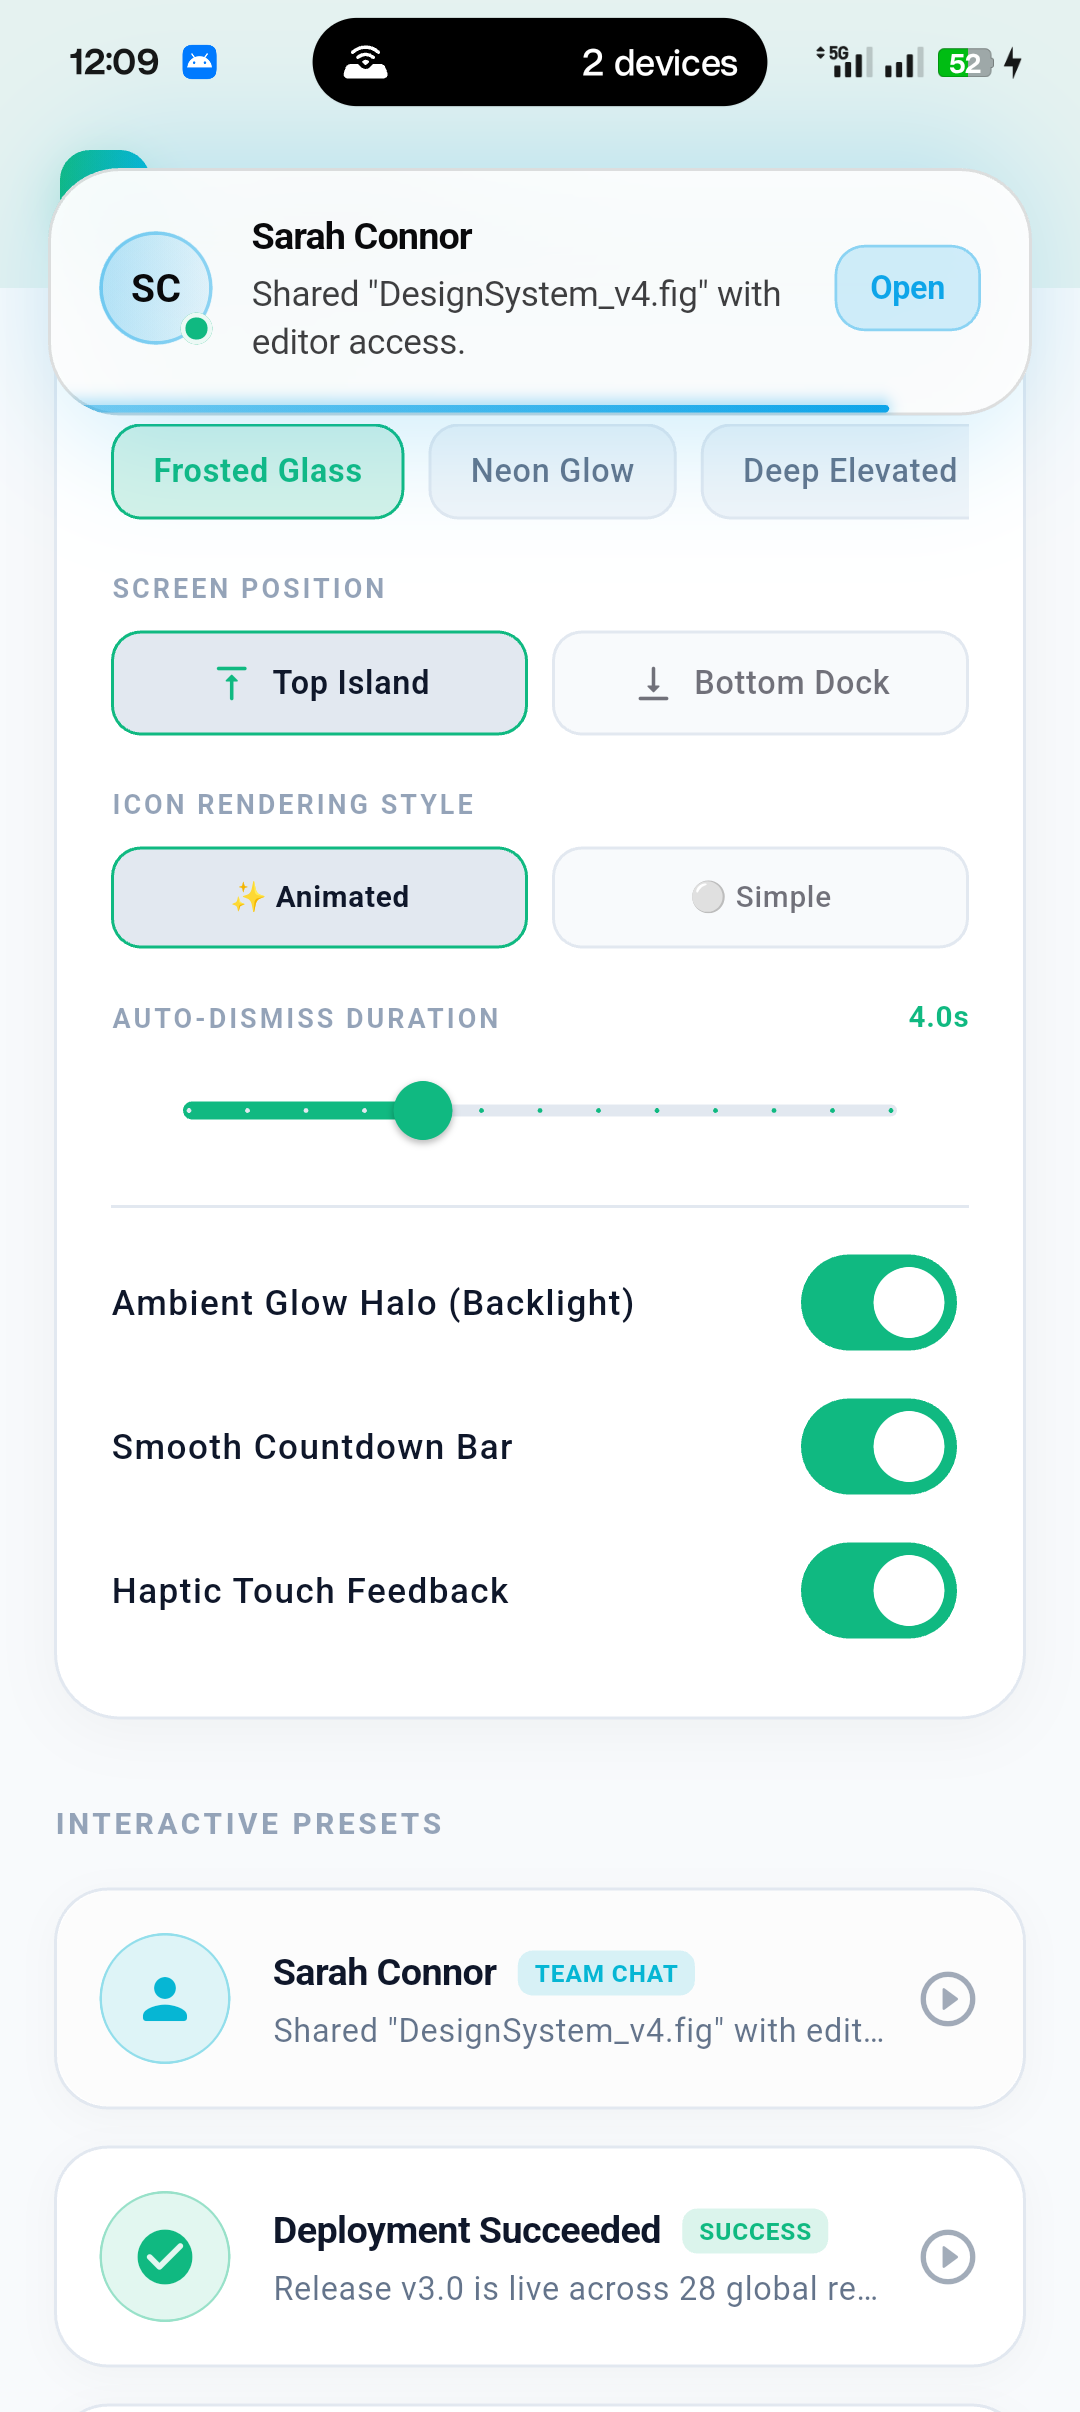 12:09
2 devices
5G
52
SC
Sarah Connor
Shared "DesignSystem_v4.fig" with
editor access.
Open
Frosted Glass
Neon Glow
Deep Elevated
SCREEN POSITION
Top Island
Bottom Dock
ICON RENDERING STYLE
✨ Animated
⚪ Simple
AUTO-DISMISS DURATION
4.0s
Ambient Glow Halo (Backlight)
Smooth Countdown Bar
Haptic Touch Feedback
INTERACTIVE PRESETS
Sarah Connor
TEAM CHAT
Shared "DesignSystem_v4.fig" with edit…
Deployment Succeeded
SUCCESS
Release v3.0 is live across 28 global re…